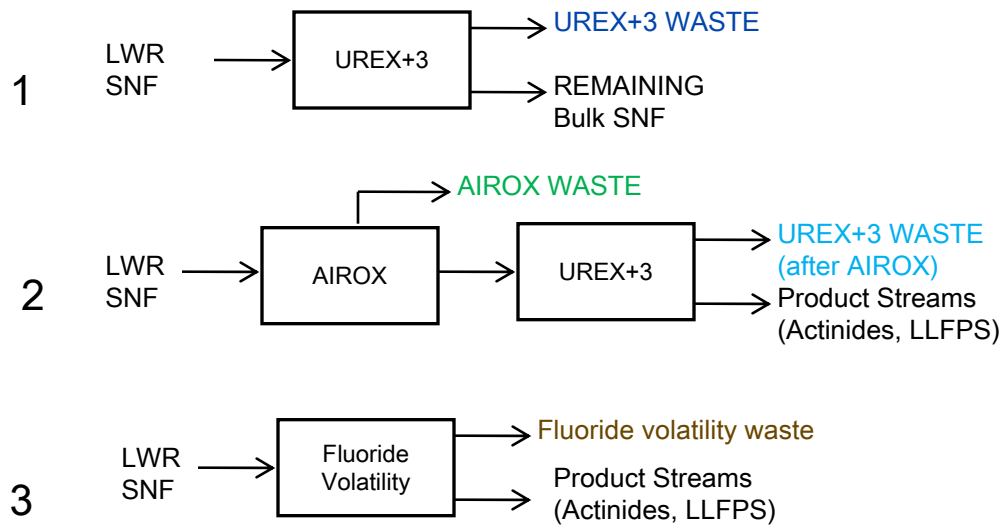 1
LWR
SNF
UREX+3
UREX+3 WASTE
REMAINING
Bulk SNF
2
LWR
SNF
AIROX
AIROX WASTE
UREX+3
UREX+3 WASTE
(after AIROX)
Product Streams
(Actinides, LLFPS)
3
LWR
SNF
Fluoride
Volatility
Fluoride volatility waste
Product Streams
(Actinides, LLFPS)